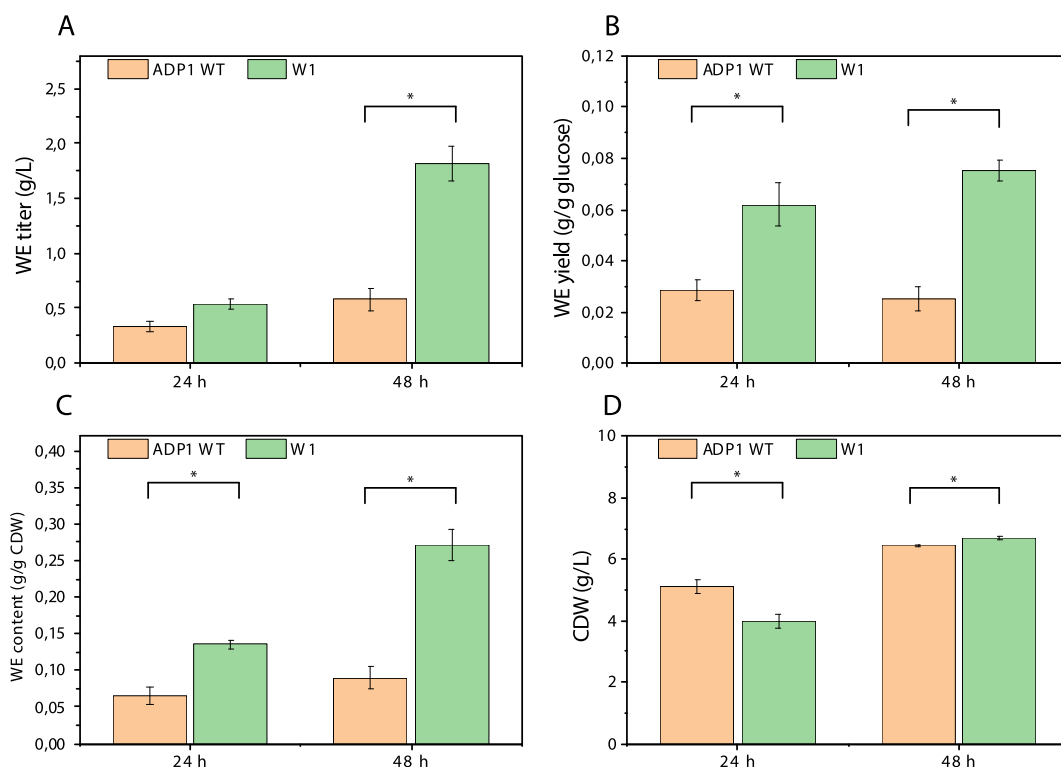 A
ADP1 WT
W1
WE titer (g/L)
2,5
2,0
1,5
1,0
0,5
0,0
*
24 h
48 h
B
ADP1 WT
W1
WE yield (g/g glucose)
0,12
0,10
0,08
0,06
0,04
0,02
0,00
*
*
24 h
48 h
C
ADP1 WT
W1
WE content (g/g CDW)
0,40
0,35
0,30
0,25
0,20
0,15
0,10
0,05
0,00
*
*
24 h
48 h
D
ADP1 WT
W1
CDW (g/L)
10
8
6
4
2
0
*
*
24 h
48 h